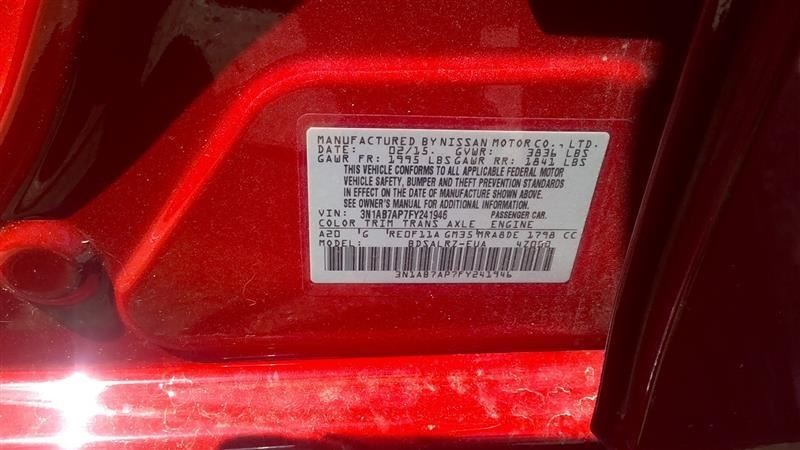 MANUFACTURED BY NISSAN MOTOR CO., LTD.
DATE: 02/15. GVWR: 3836 LBS
GAWR FR: 1995 LBS GAWR RR: 1841 LBS
THIS VEHICLE CONFORMS TO ALL APPLICABLE FEDERAL MOTOR
VEHICLE SAFETY, BUMPER AND THEFT PREVENTION STANDARDS
IN EFFECT ON THE DATE OF MANUFACTURE SHOWN ABOVE.
SEE OWNER'S MANUAL FOR ADDITIONAL INFORMATION.
VIN: 3N1AB7AP7FY241946 PASSENGER CAR.
COLOR TRIM TRANS AXLE ENGINE
A20 'G RE0F11A GM35 MRA8DE 1798 CC
MODEL: BDSALRZ-EUA
3N1AB7AP7FY241946